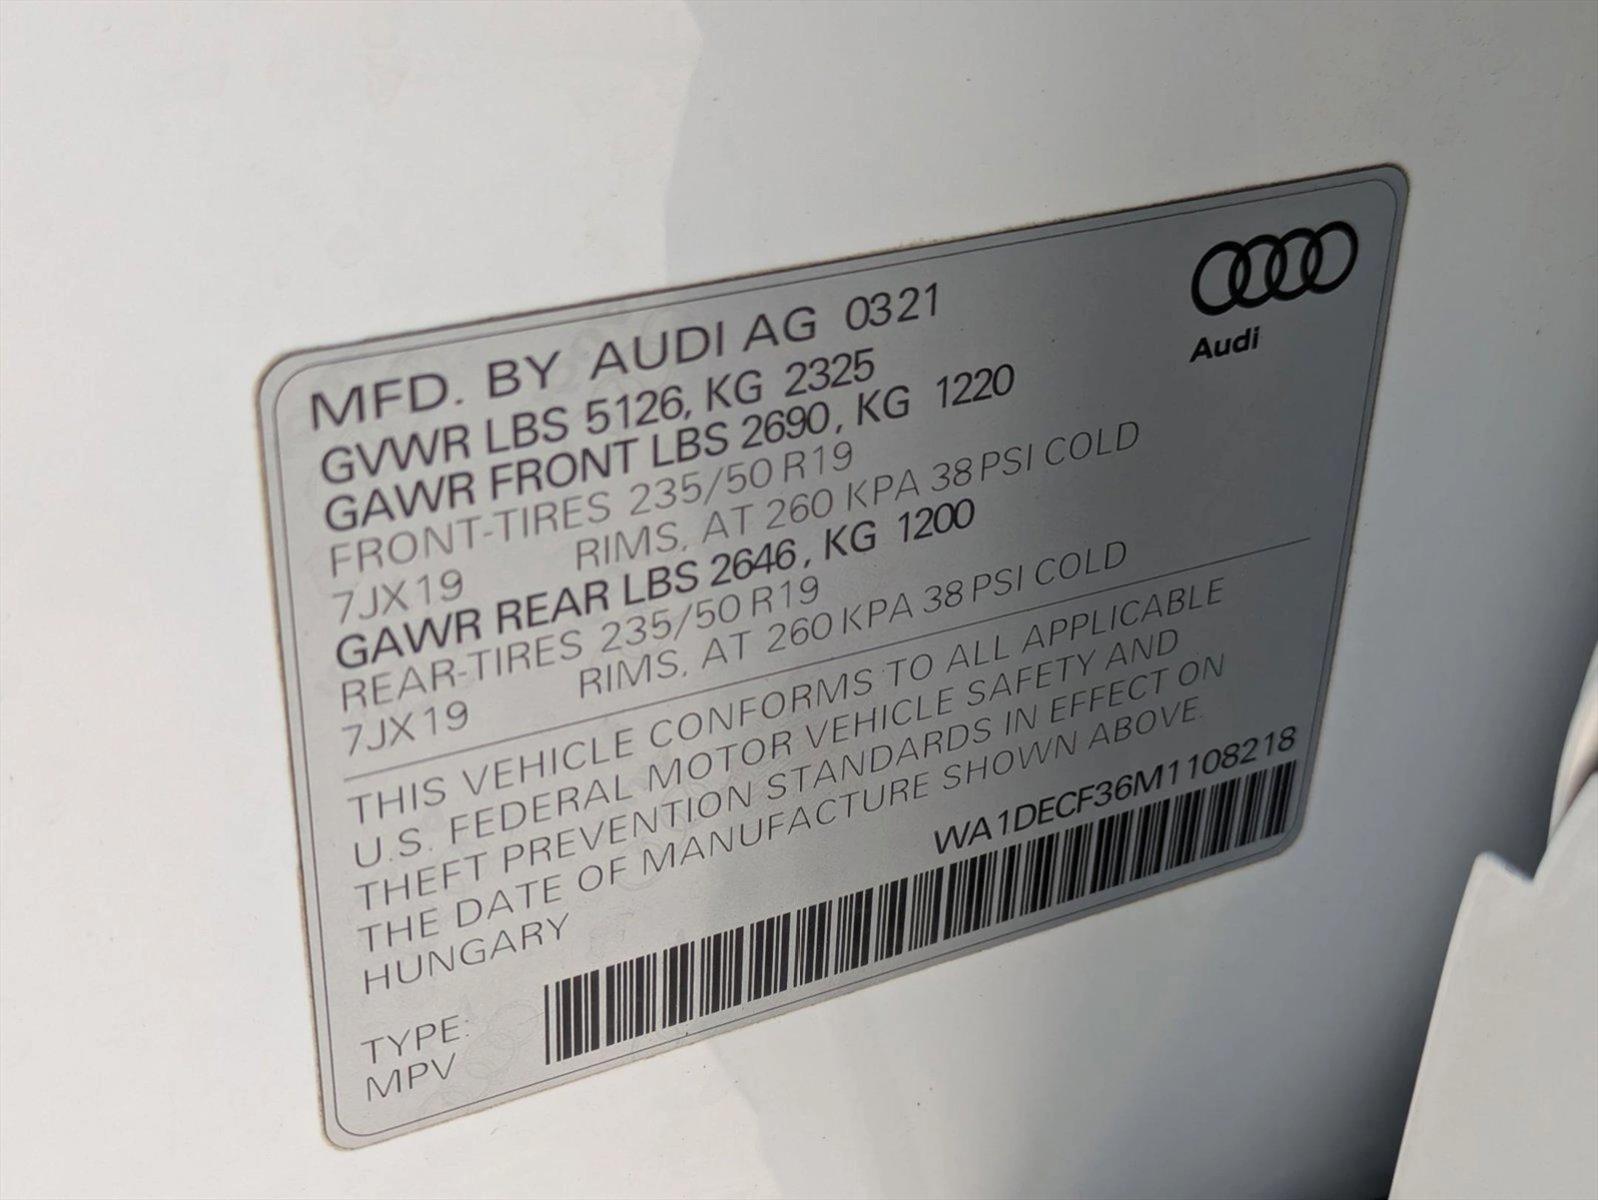 Audi
MFD. BY AUDI AG 0321
GVWR LBS 5126, KG 2325
GAWR FRONT LBS 2690, KG 1220
FRONT-TIRES 235/50 R19
7JX19 RIMS, AT 260 KPA 38 PSI COLD
GAWR REAR LBS 2646, KG 1200
REAR-TIRES 235/50 R19
7JX19 RIMS, AT 260 KPA 38 PSI COLD
THIS VEHICLE CONFORMS TO ALL APPLICABLE
U.S. FEDERAL MOTOR VEHICLE SAFETY AND
THEFT PREVENTION STANDARDS IN EFFECT ON
THE DATE OF MANUFACTURE SHOWN ABOVE.
HUNGARY
WA1DECF36M1108218
TYPE:
MPV